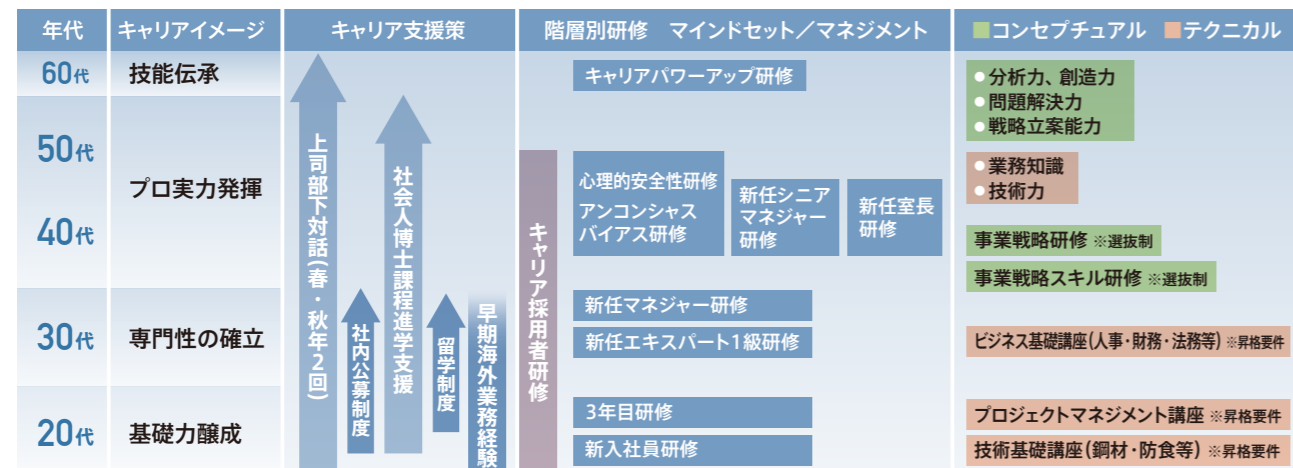 年代
キャリアイメージ
キャリア支援策
階層別研修 マインドセット／マネジメント
■コンセプチュアル ■テクニカル
60代
技能伝承
50代
40代
プロ実力発揮
30代
専門性の確立
20代
基礎力醸成
上司部下対話(春・秋年2回)
社内公募制度
社会人博士課程進学支援
留学制度
早期海外業務経験
キャリア採用者研修
キャリアパワーアップ研修
心理的安全性研修
アンコンシャス
バイアス研修
新任シニア
マネジャー
研修
新任室長
研修
新任マネジャー研修
新任エキスパート1級研修
3年目研修
新入社員研修
●分析力、創造力
●問題解決力
●戦略立案能力
●業務知識
●技術力
事業戦略研修 ※選抜制
事業戦略スキル研修 ※選抜制
ビジネス基礎講座(人事・財務・法務等) ※昇格要件
プロジェクトマネジメント講座 ※昇格要件
技術基礎講座(鋼材・防食等) ※昇格要件